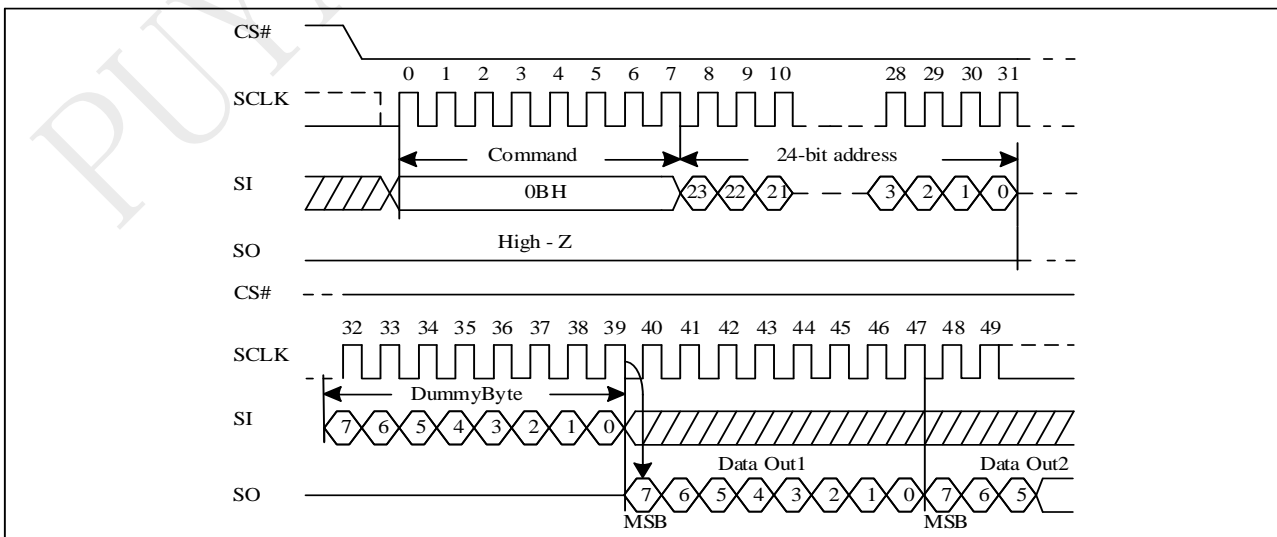 PUYA
CS#
0 1 2 3 4 5 6 7 8 9 10 28 29 30 31
SCLK
Command 24-bit address
SI 0BH 23 22 21 3 2 1 0
High - Z
SO
CS#
32 33 34 35 36 37 38 39 40 41 42 43 44 45 46 47 48 49
SCLK
DummyByte
SI 7 6 5 4 3 2 1 0
Data Out1 Data Out2
SO 7 6 5 4 3 2 1 0 7 6 5
MSB MSB